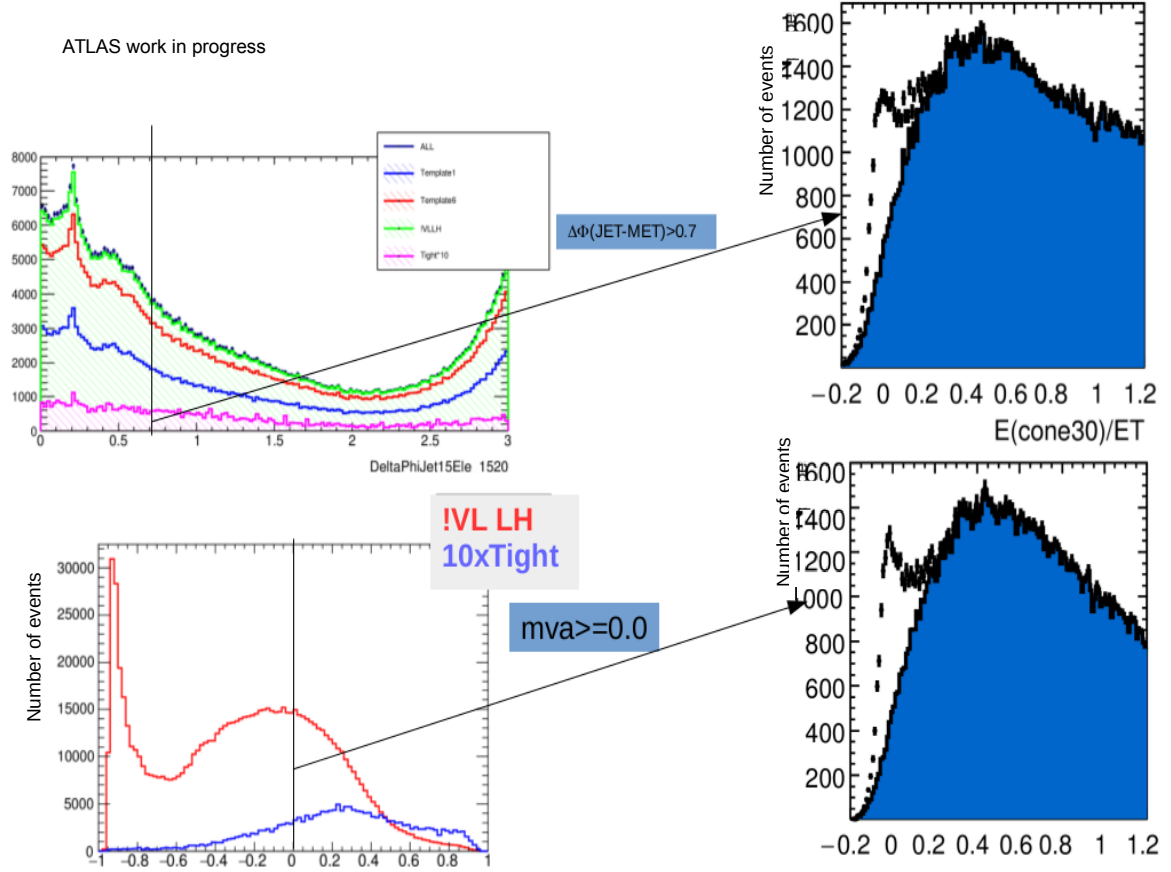 ATLAS work in progress
8000
7000
6000
5000
4000
3000
2000
1000
0
0 0.5 1 1.5 2 2.5 3
DeltaPhiJet15Ele 1520
ALL
Template1
Template6
!VLLH
Tight*10
ΔΦ(JET-MET)>0.7
Number of events
1600
1400
1200
1000
800
600
400
200
−0.2 0 0.2 0.4 0.6 0.8 1 1.2
E(cone30)/ET
!VL LH
10xTight
Number of events
30000
25000
20000
15000
10000
5000
0
−1 −0.8 −0.6 −0.4 −0.2 0 0.2 0.4 0.6 0.8 1
mva>=0.0
Number of events
1600
1400
1200
1000
800
600
400
200
−0.2 0 0.2 0.4 0.6 0.8 1 1.2